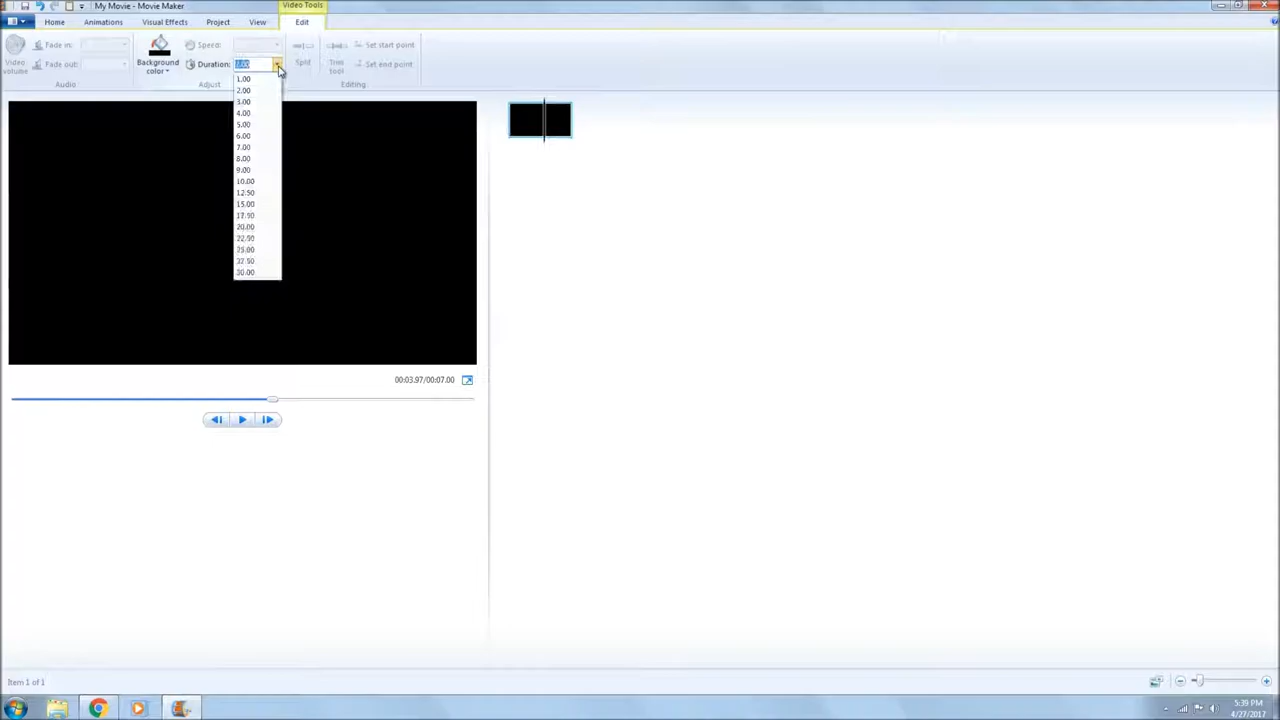 My Movie - Movie Maker
Video Tools
Home Animations Visual Effects Project View Edit
Video volume
Fade in:
Fade out:
Audio
Background color
Speed:
Duration:
Adjust
Split
Trim tool
Set start point
Set end point
Editing
1.00
2.00
3.00
4.00
5.00
6.00
7.00
8.00
9.00
10.00
12.50
15.00
17.50
20.00
22.50
25.00
30.00
00:03.97/00:07.00
Item 1 of 1
5:39 PM
4/27/2017